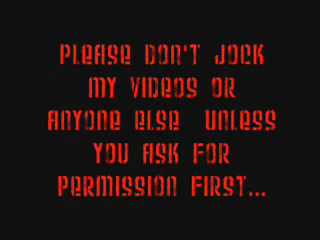 PLEASE DON'T JOCK
MY VIDEOS OR
ANYONE ELSE UNLESS
YOU ASK FOR
PERMISSION FIRST...